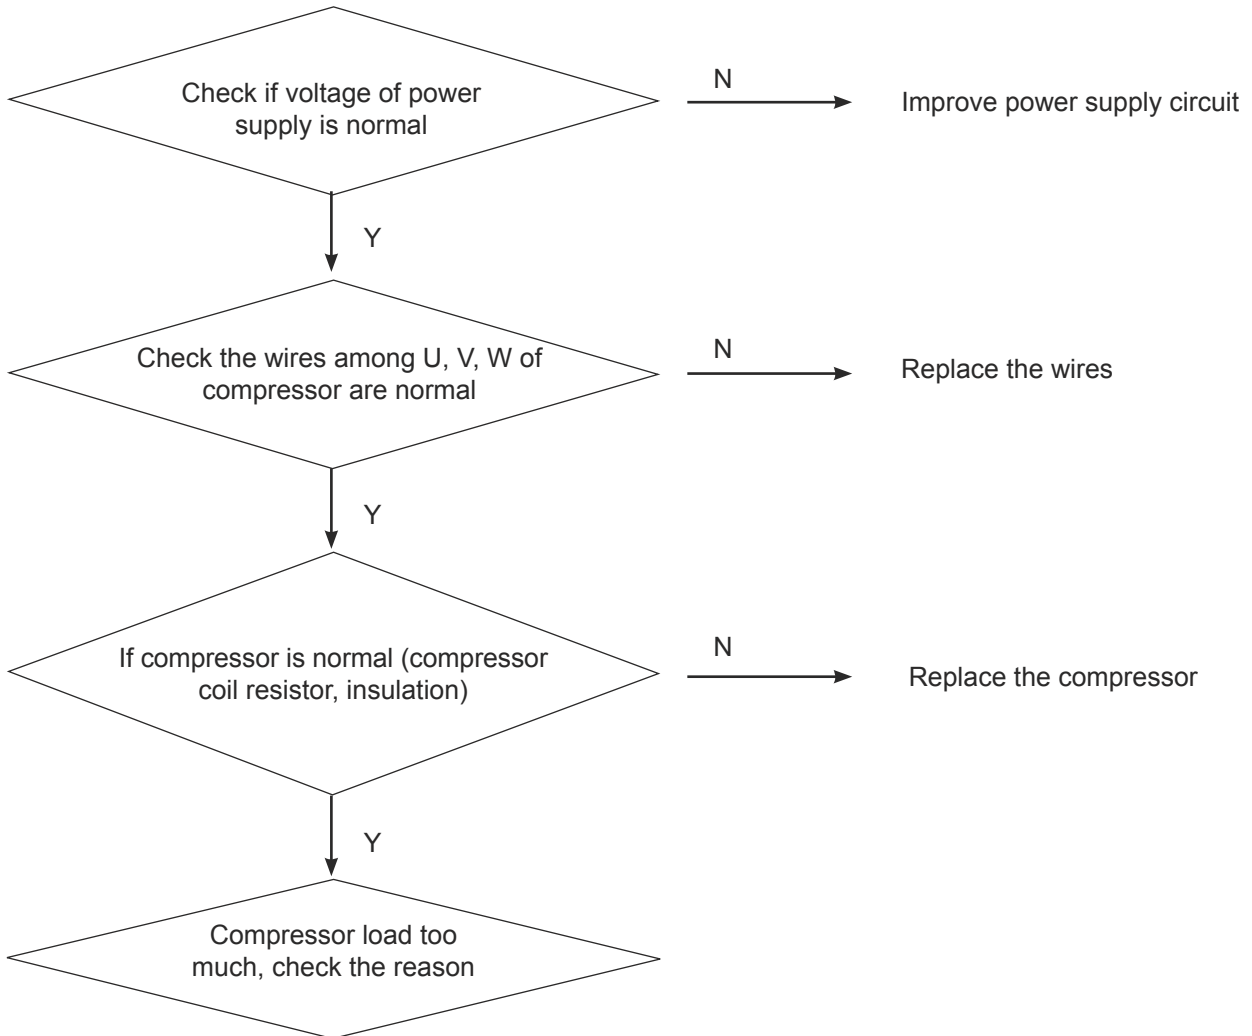 Check if voltage of power
supply is normal
N
Improve power supply circuit
Y
Check the wires among U, V, W of
compressor are normal
N
Replace the wires
Y
If compressor is normal (compressor
coil resistor, insulation)
N
Replace the compressor
Y
Compressor load too
much, check the reason